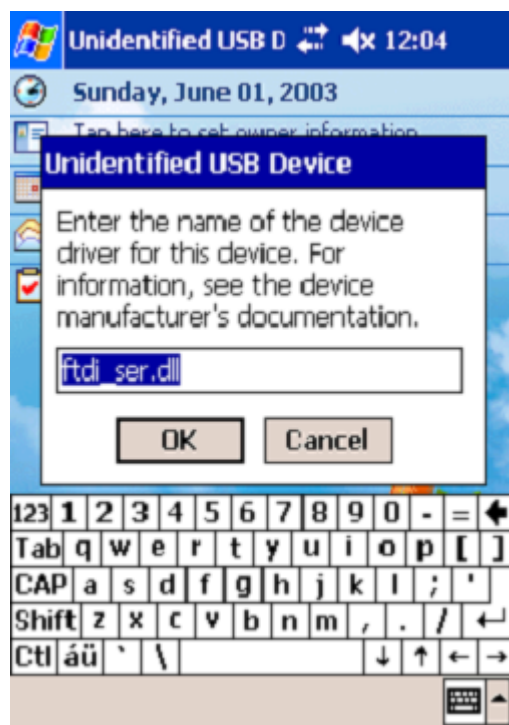 Unidentified USB D 12:04
Sunday, June 01, 2003
Tap here to set owner information
Unidentified USB Device
Enter the name of the device
driver for this device. For
information, see the device
manufacturer's documentation.
ftdi_ser.dll
OK Cancel
123 1 2 3 4 5 6 7 8 9 0 - =
Tab q w e r t y u i o p [ ]
CAP a s d f g h j k l ; '
Shift z x c v b n m , . /
Ctl áü ` \